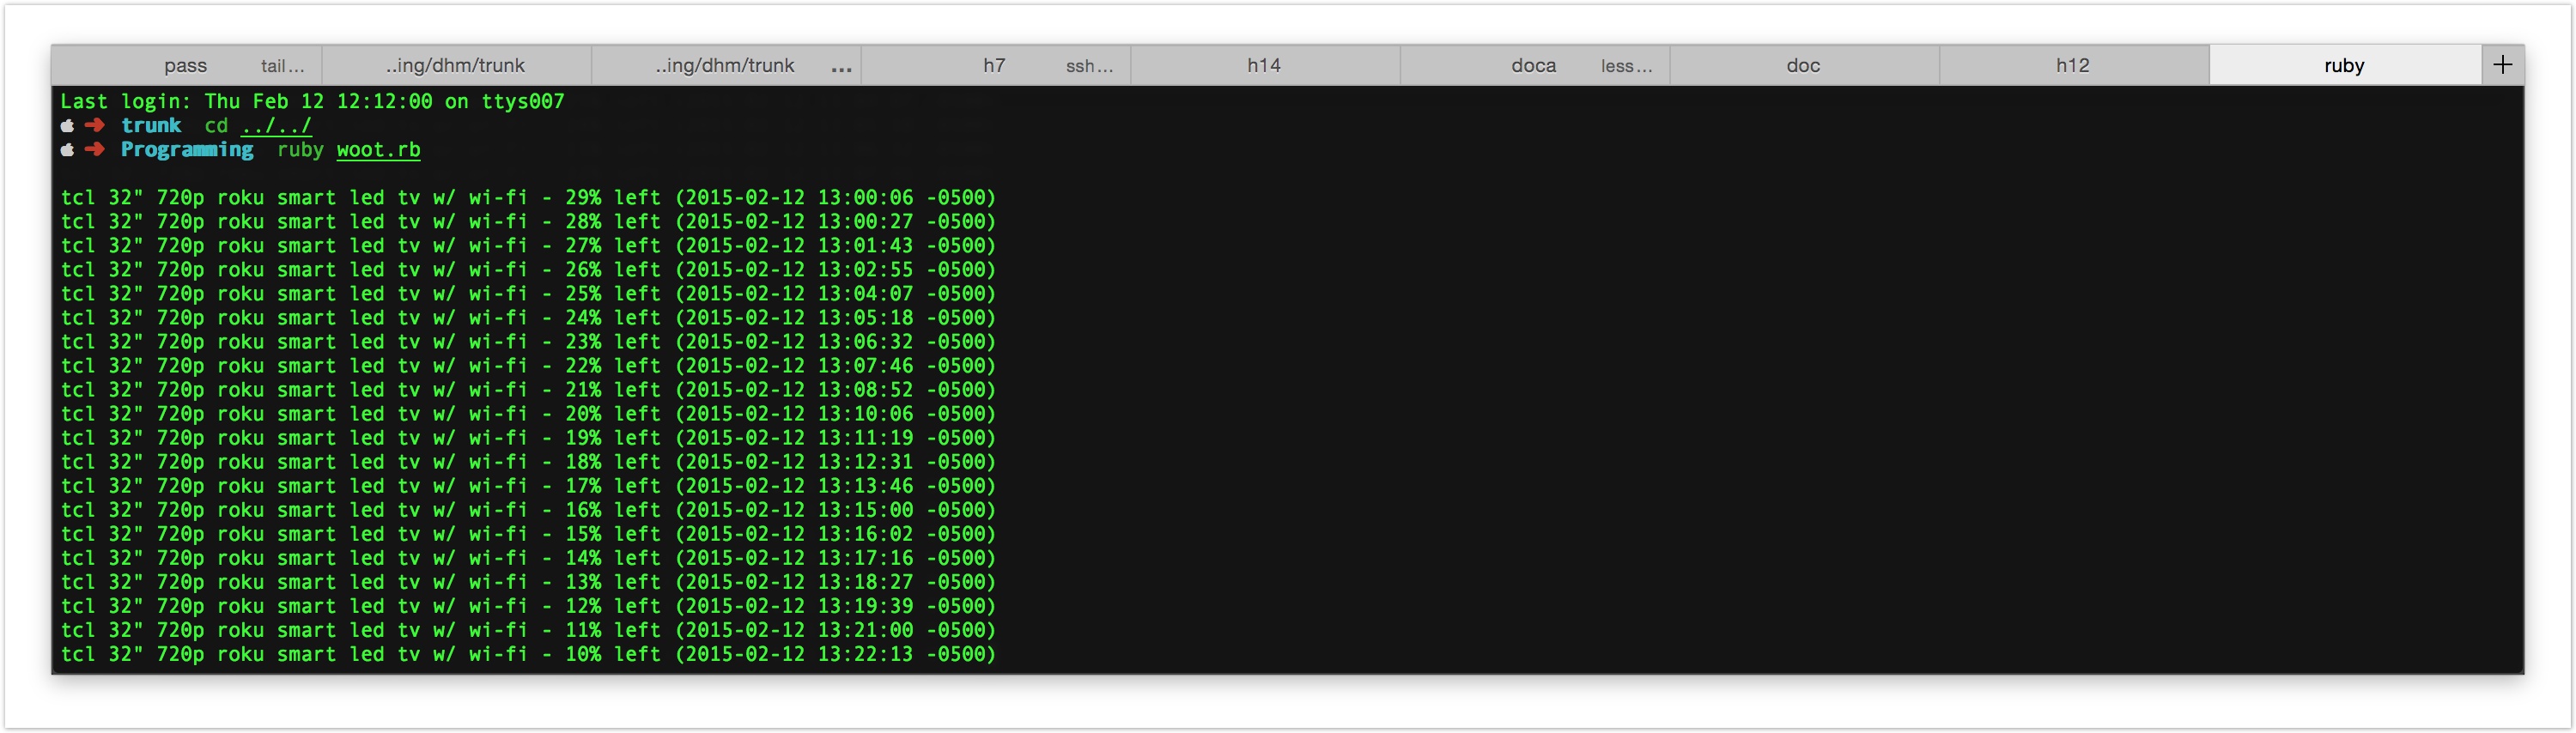 pass tail... ..ing/dhm/trunk ..ing/dhm/trunk ... h7 ssh... h14 doca less... doc h12 ruby +
Last login: Thu Feb 12 12:12:00 on ttys007
➜ trunk cd ../../
➜ Programming ruby woot.rb
tcl 32" 720p roku smart led tv w/ wi-fi - 29% left (2015-02-12 13:00:06 -0500)
tcl 32" 720p roku smart led tv w/ wi-fi - 28% left (2015-02-12 13:00:27 -0500)
tcl 32" 720p roku smart led tv w/ wi-fi - 27% left (2015-02-12 13:01:43 -0500)
tcl 32" 720p roku smart led tv w/ wi-fi - 26% left (2015-02-12 13:02:55 -0500)
tcl 32" 720p roku smart led tv w/ wi-fi - 25% left (2015-02-12 13:04:07 -0500)
tcl 32" 720p roku smart led tv w/ wi-fi - 24% left (2015-02-12 13:05:18 -0500)
tcl 32" 720p roku smart led tv w/ wi-fi - 23% left (2015-02-12 13:06:32 -0500)
tcl 32" 720p roku smart led tv w/ wi-fi - 22% left (2015-02-12 13:07:46 -0500)
tcl 32" 720p roku smart led tv w/ wi-fi - 21% left (2015-02-12 13:08:52 -0500)
tcl 32" 720p roku smart led tv w/ wi-fi - 20% left (2015-02-12 13:10:06 -0500)
tcl 32" 720p roku smart led tv w/ wi-fi - 19% left (2015-02-12 13:11:19 -0500)
tcl 32" 720p roku smart led tv w/ wi-fi - 18% left (2015-02-12 13:12:31 -0500)
tcl 32" 720p roku smart led tv w/ wi-fi - 17% left (2015-02-12 13:13:46 -0500)
tcl 32" 720p roku smart led tv w/ wi-fi - 16% left (2015-02-12 13:15:00 -0500)
tcl 32" 720p roku smart led tv w/ wi-fi - 15% left (2015-02-12 13:16:02 -0500)
tcl 32" 720p roku smart led tv w/ wi-fi - 14% left (2015-02-12 13:17:16 -0500)
tcl 32" 720p roku smart led tv w/ wi-fi - 13% left (2015-02-12 13:18:27 -0500)
tcl 32" 720p roku smart led tv w/ wi-fi - 12% left (2015-02-12 13:19:39 -0500)
tcl 32" 720p roku smart led tv w/ wi-fi - 11% left (2015-02-12 13:21:00 -0500)
tcl 32" 720p roku smart led tv w/ wi-fi - 10% left (2015-02-12 13:22:13 -0500)